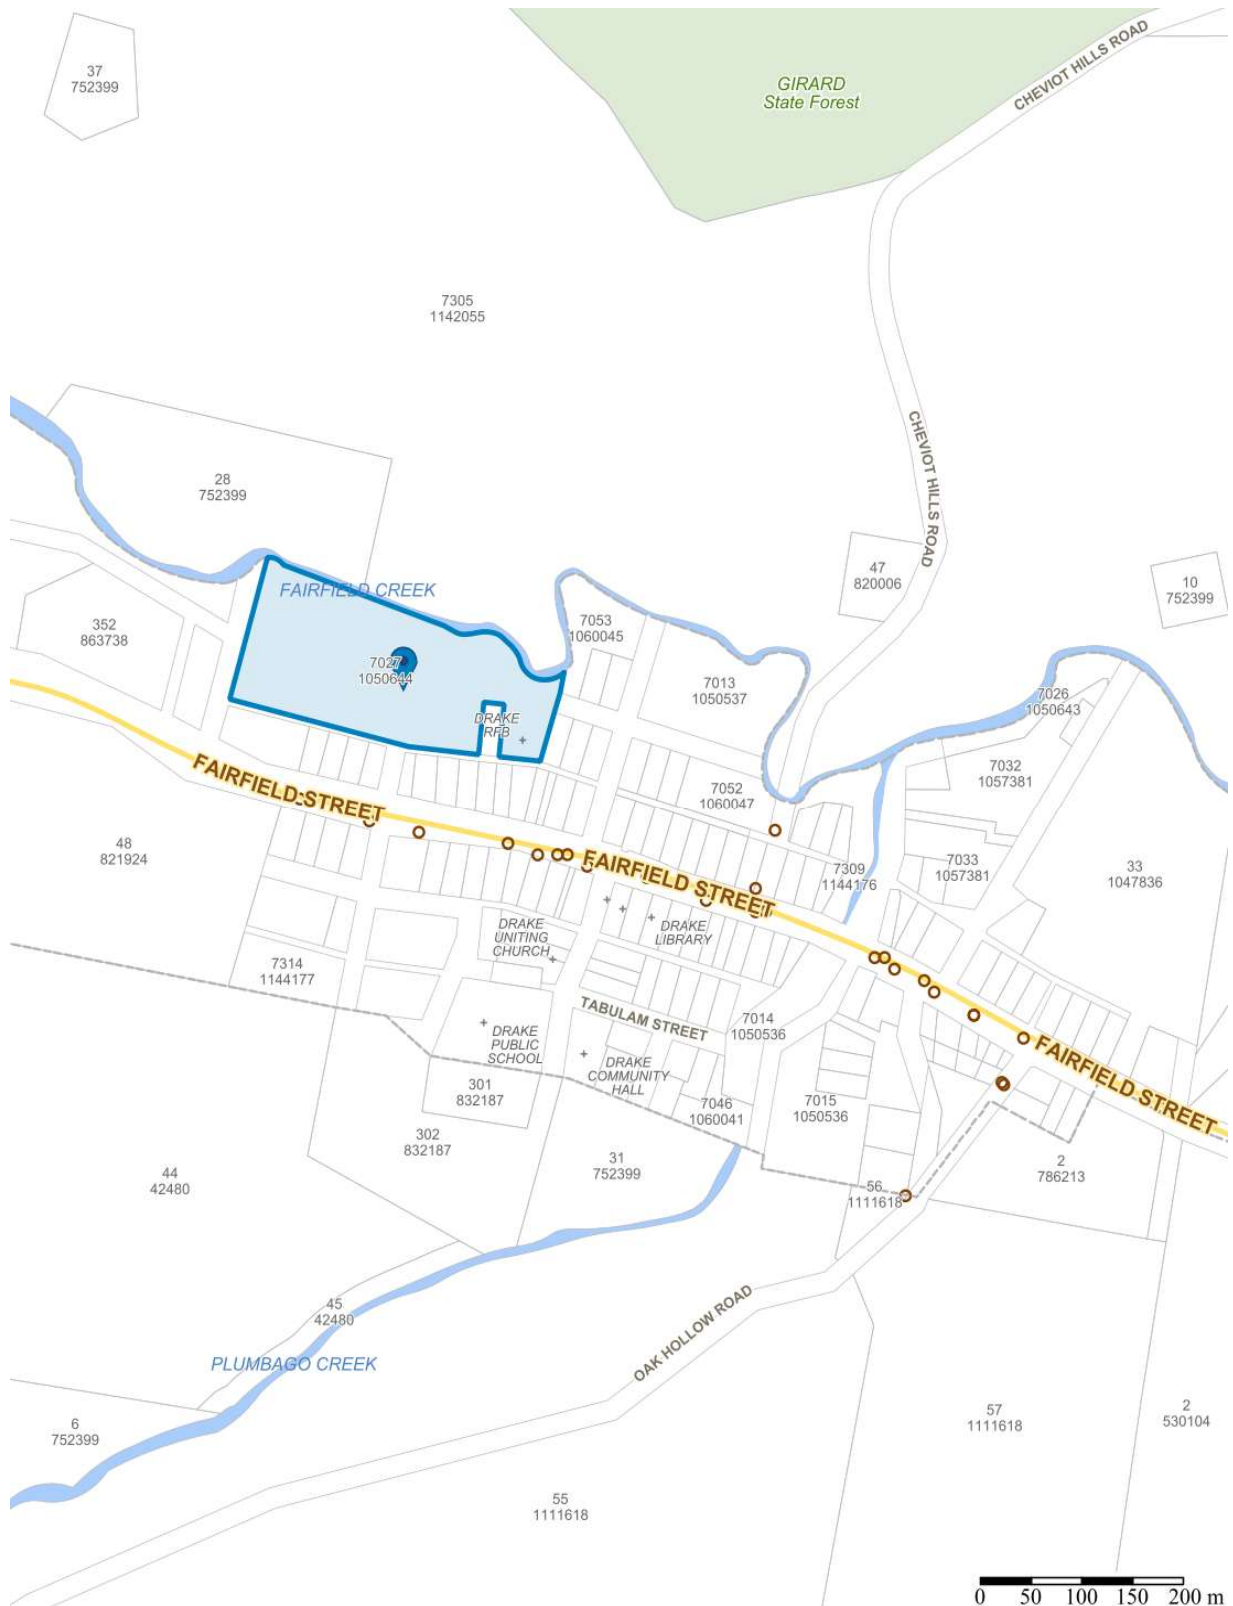 37
752399
GIRARD
State Forest
CHEVIOT HILLS ROAD
7305
1142055
CHEVIOT HILLS ROAD
28
752399
47
820006
10
752399
FAIRFIELD CREEK
352
863738
7053
1060045
7027
1050644
7013
1050537
7026
1050643
DRAKE
RFB
7032
1057381
FAIRFIELD STREET
7052
1060047
48
821924
FAIRFIELD STREET
7309
1144176
7033
1057381
33
1047836
DRAKE
UNITING
CHURCH
DRAKE
LIBRARY
7314
1144177
TABULAM STREET
7014
1050536
DRAKE
PUBLIC
SCHOOL
DRAKE
COMMUNITY
HALL
FAIRFIELD STREET
301
832187
7046
1060041
7015
1050536
302
832187
31
752399
2
786213
44
42480
56
1111618
45
42480
OAK HOLLOW ROAD
PLUMBAGO CREEK
6
752399
57
1111618
2
530104
55
1111618
0 50 100 150 200 m